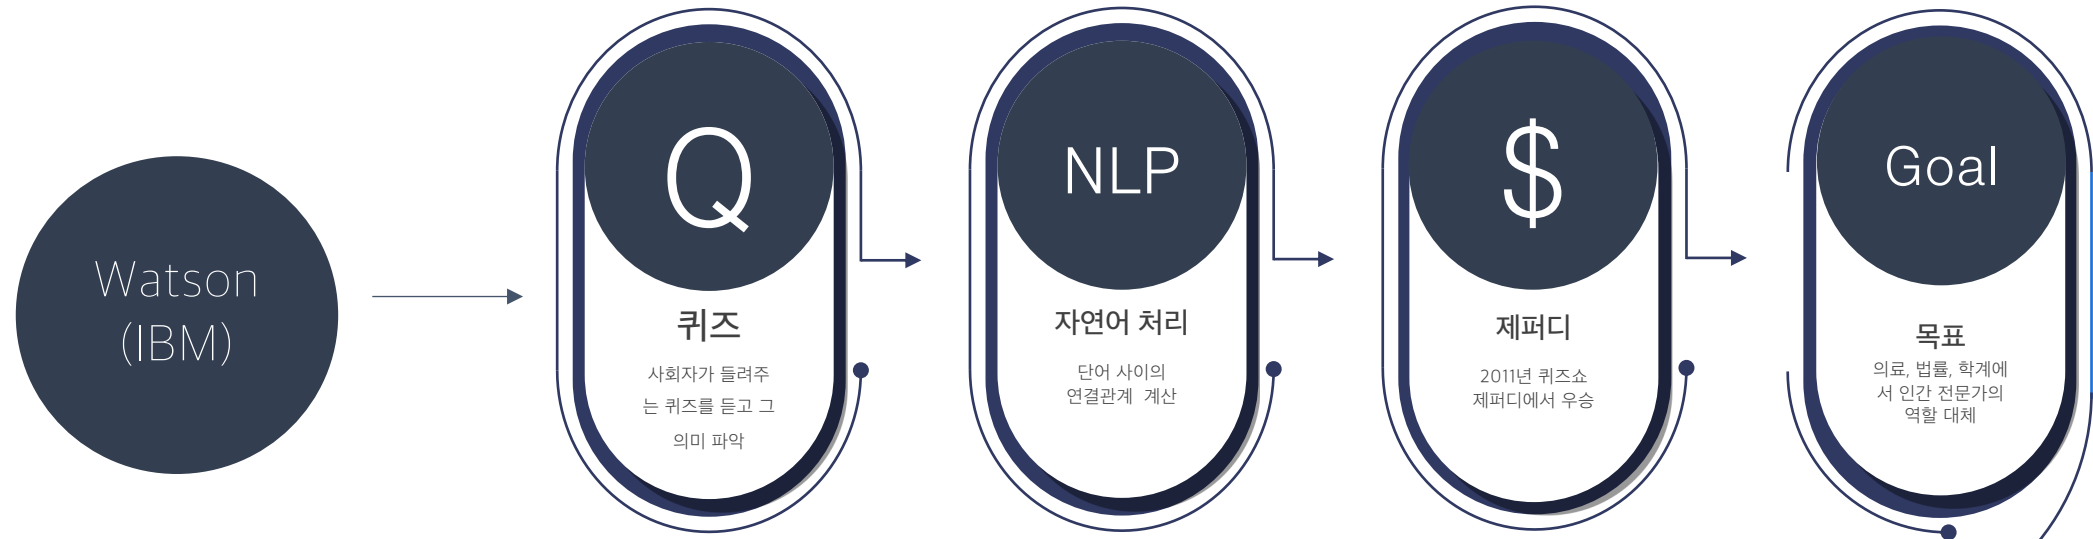 Watson
(IBM)
Q
퀴즈
사회자가 들려주
는 퀴즈를 듣고 그
의미 파악
NLP
자연어 처리
단어 사이의
연결관계 계산
$
제퍼디
2011년 퀴즈쇼
제퍼디에서 우승
Goal
목표
의료, 법률, 학계에
서 인간 전문가의
역할 대체